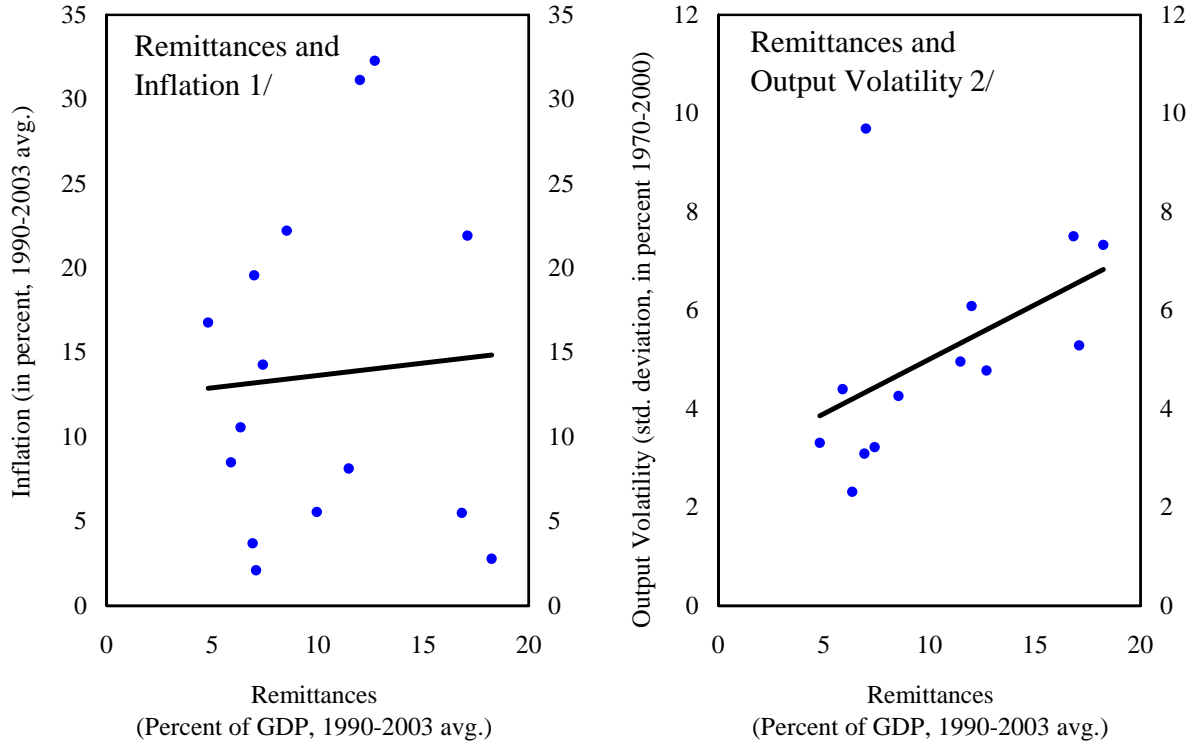 Remittances and
Inflation 1/
Inflation (in percent, 1990-2003 avg.)
35
30
25
20
15
10
5
0
35
30
25
20
15
10
5
0
0 5 10 15 20
Remittances
(Percent of GDP, 1990-2003 avg.)
Remittances and
Output Volatility 2/
Output Volatility (std. deviation, in percent 1970-2000)
12
10
8
6
4
2
0
12
10
8
6
4
2
0
0 5 10 15 20
Remittances
(Percent of GDP, 1990-2003 avg.)